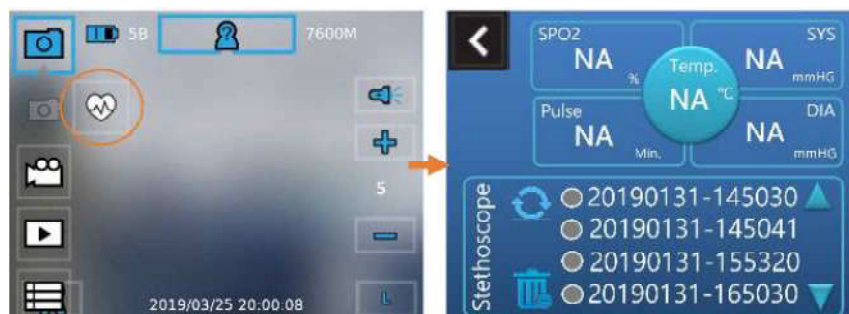 5B
7600M
5
2019/03/25 20:00.08
L
SPO2
NA
%
SYS
NA
mmHG
Temp.
NA °C
Pulse
NA
Min.
DIA
NA
mmHG
Stethoscope
20190131-145030
20190131-145041
20190131-155320
20190131-165030